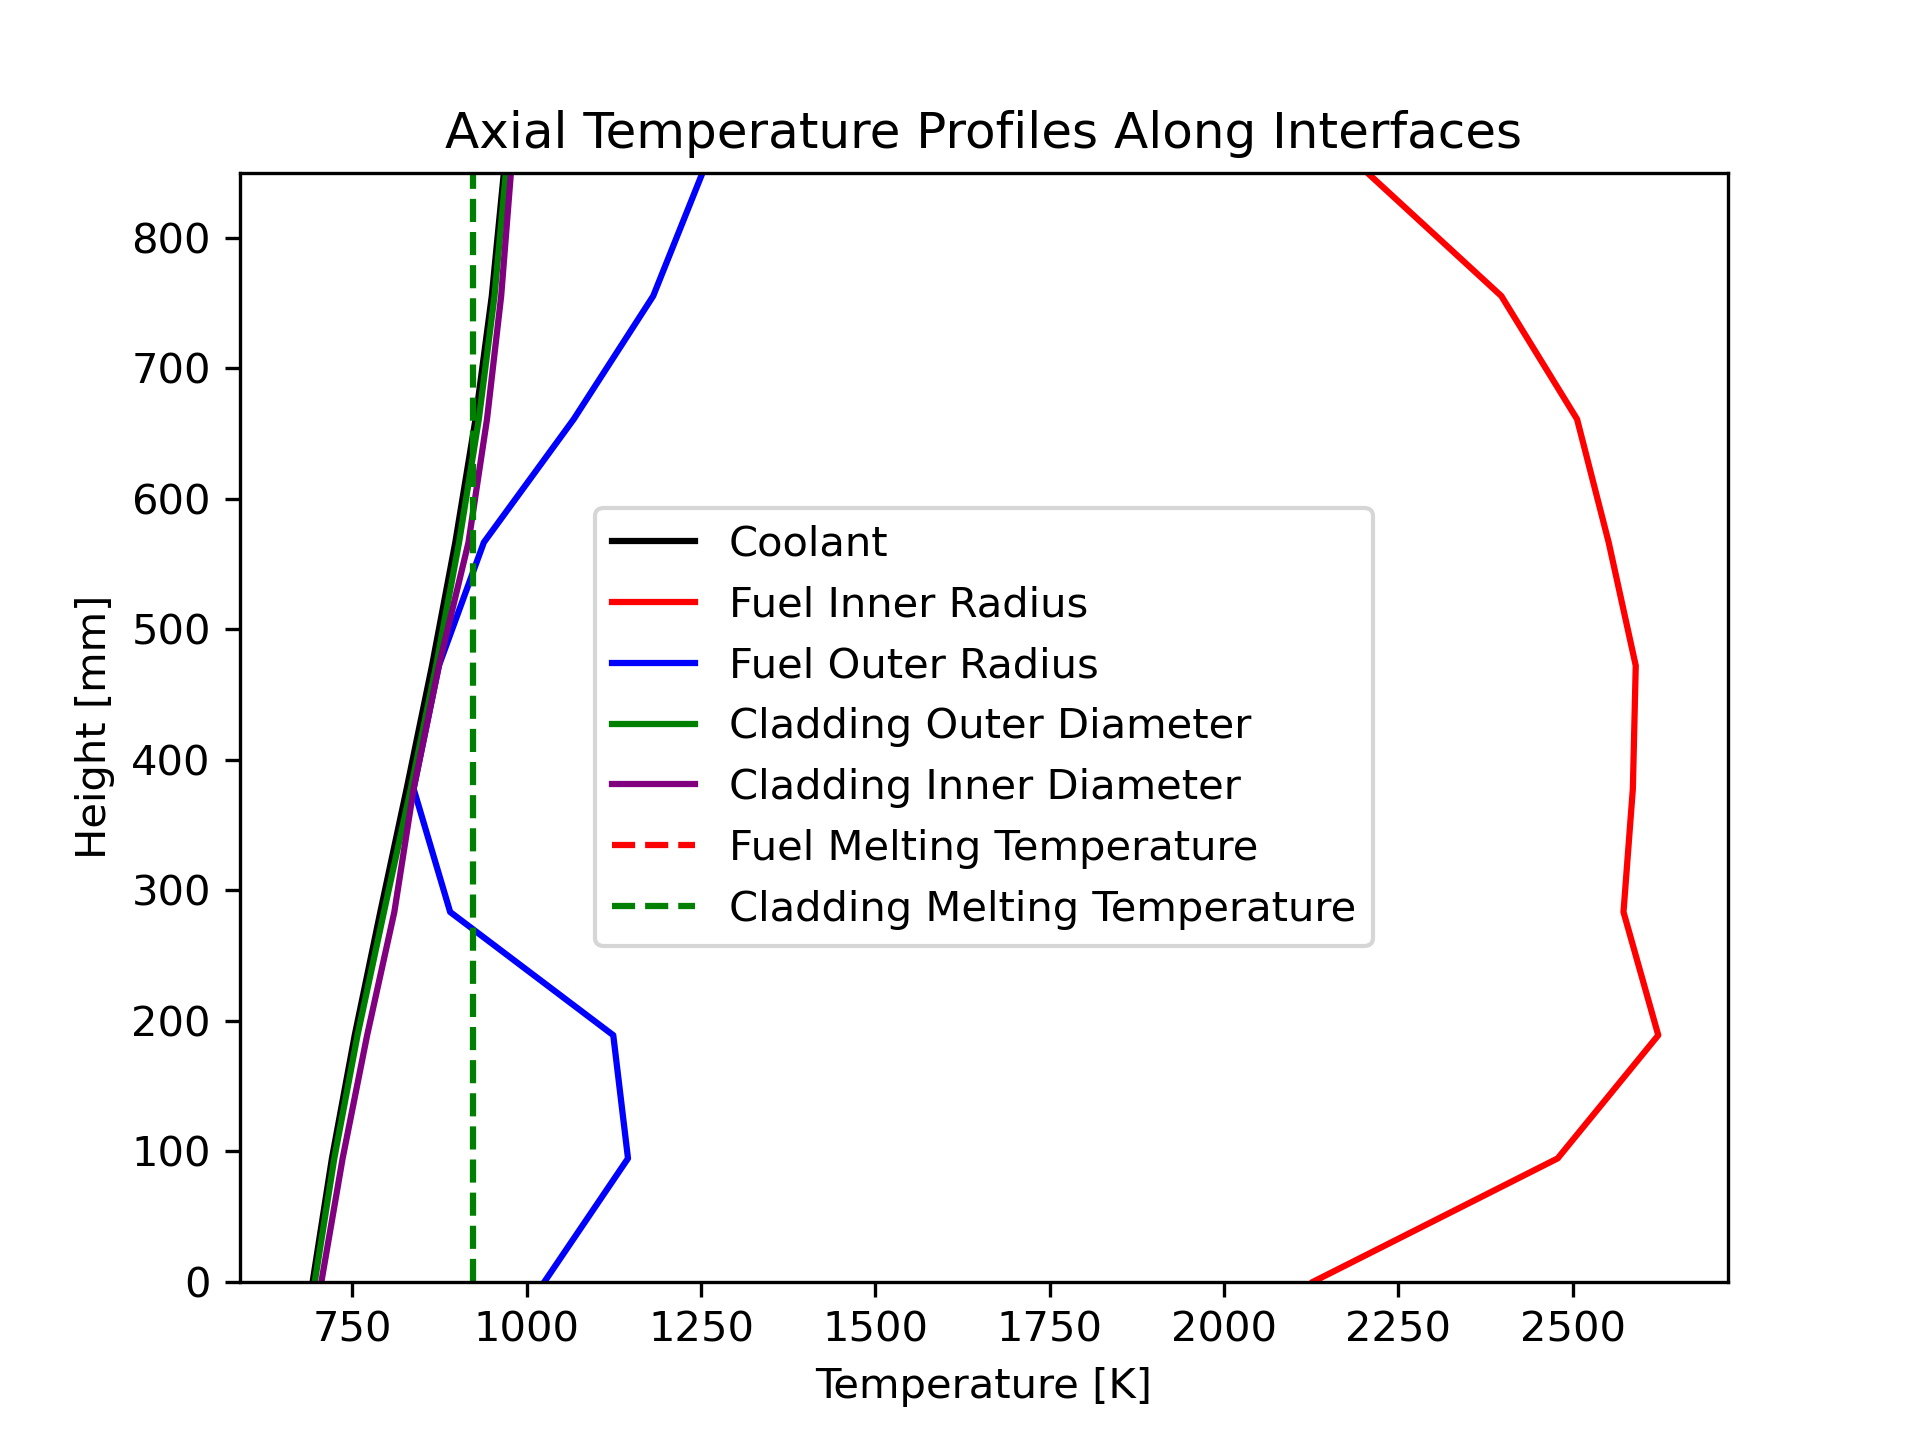 Axial Temperature Profiles Along Interfaces
Height [mm]
800
700
600
500
400
300
200
100
0
Coolant
Fuel Inner Radius
Fuel Outer Radius
Cladding Outer Diameter
Cladding Inner Diameter
Fuel Melting Temperature
Cladding Melting Temperature
750 1000 1250 1500 1750 2000 2250 2500
Temperature [K]